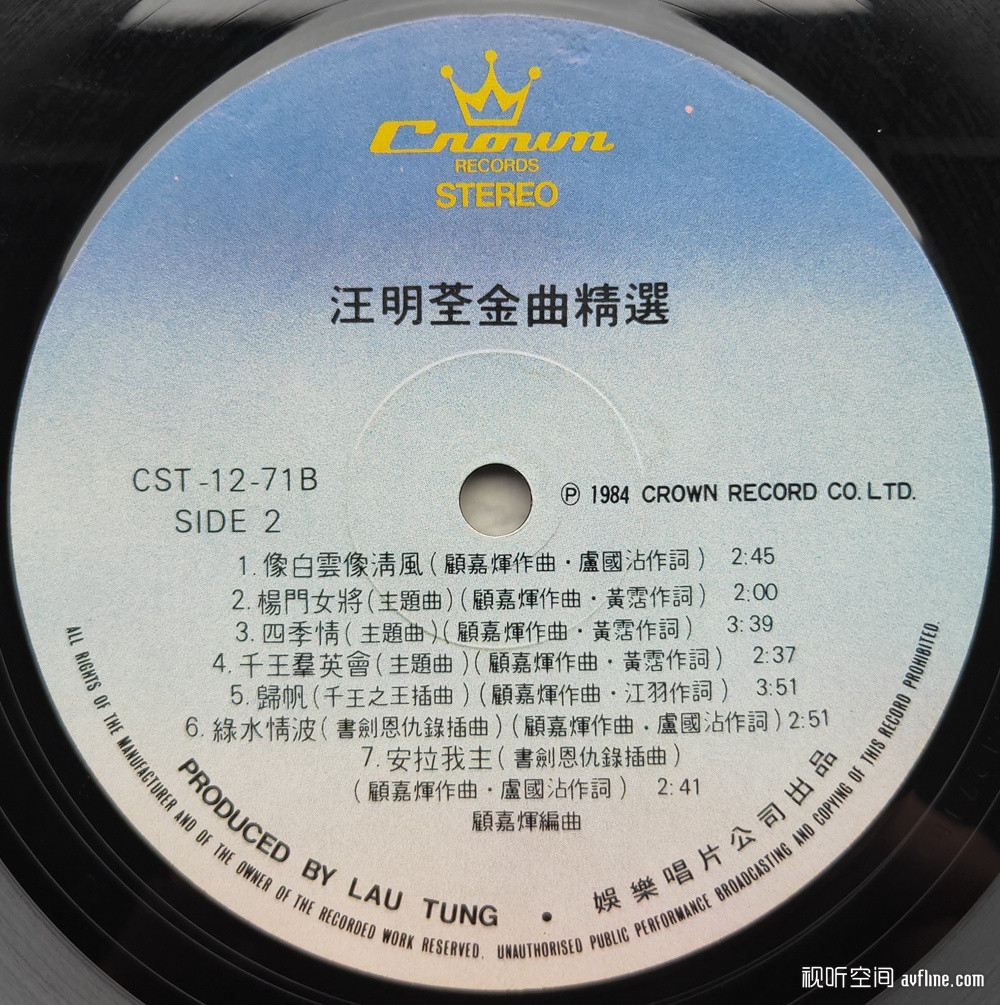 Crown
RECORDS
STEREO
汪明荃金曲精選
CST-12-71B
SIDE 2
Ⓟ 1984 CROWN RECORD CO. LTD.
1. 像白雲像清風(顧嘉煇作曲・盧國沾作詞) 2:45
2. 楊門女將(主題曲)(顧嘉煇作曲・黃霑作詞) 2:00
3. 四季情(主題曲)(顧嘉煇作曲・黃霑作詞) 3:39
4. 千王羣英會(主題曲)(顧嘉煇作曲・黃霑作詞) 2:37
5. 歸帆(千王之王插曲)(顧嘉煇作曲・江羽作詞) 3:51
6. 綠水情波(書劍恩仇錄插曲)(顧嘉煇作曲・盧國沾作詞) 2:51
7. 安拉我主(書劍恩仇錄插曲)
(顧嘉煇作曲・盧國沾作詞) 2:41
顧嘉煇編曲
PRODUCED BY LAU TUNG • 娛樂唱片公司出品
ALL RIGHTS OF THE MANUFACTURER AND OF THE OWNER OF THE RECORDED WORK RESERVED. UNAUTHORISED PUBLIC PERFORMANCE BROADCASTING AND COPYING OF THIS RECORD PROHIBITED.
视听空间 avfline.com